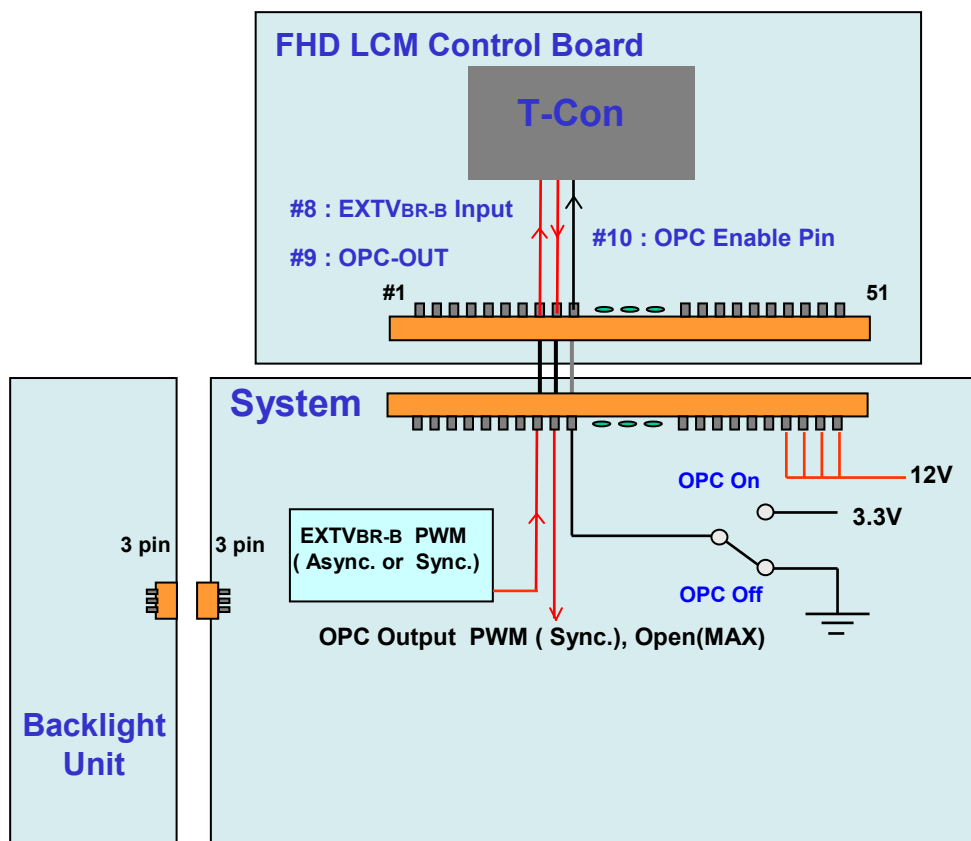 FHD LCM Control Board
T-Con
#8 : EXTVBR-B Input
#9 : OPC-OUT
#10 : OPC Enable Pin
#1
51
System
OPC On
12V
3.3V
3 pin
3 pin
EXTVBR-B PWM
( Async. or Sync.)
OPC Off
OPC Output PWM ( Sync.), Open(MAX)
Backlight
Unit